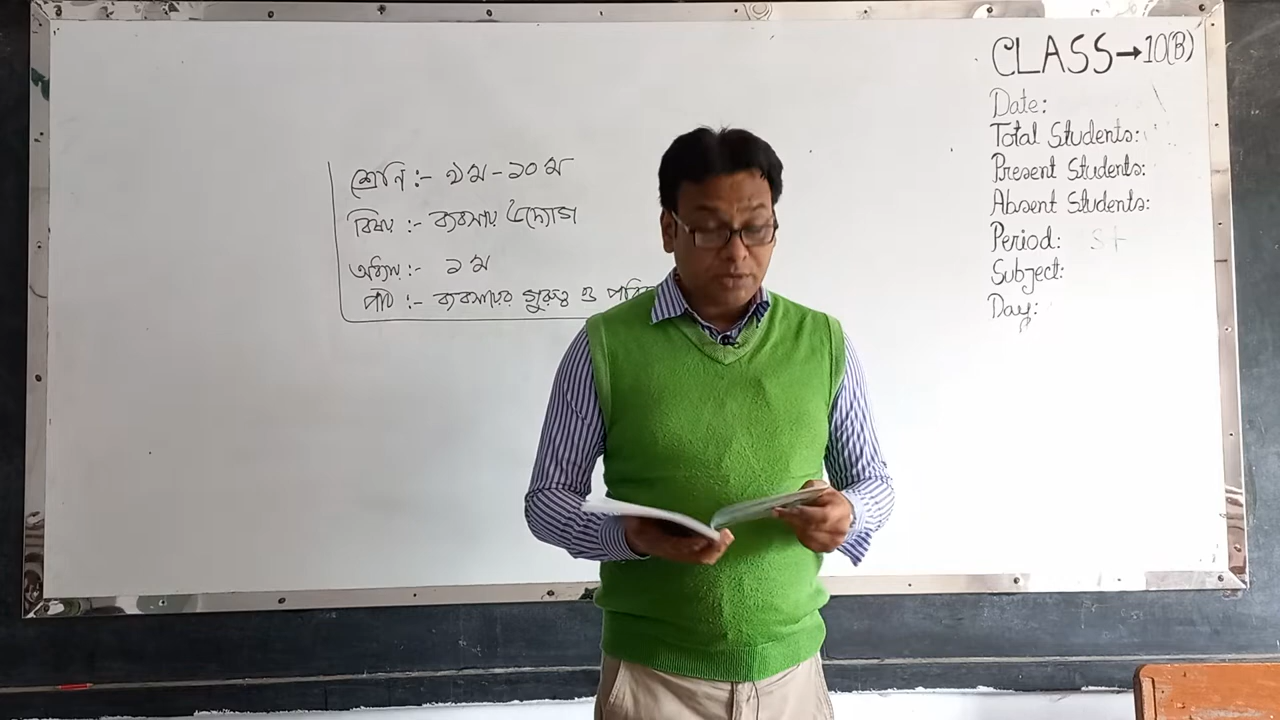 শ্রেনি :- ৯ম - ১০ম
বিষয় :- ব্যবসায় উদ্যোগ
অধ্যায় :- ১ম
পাঠ :- ব্যবসায়ের গুরুত্ব ও
CLASS→10(B)
Date:
Total Students:
Present Students:
Absent Students:
Period:
Subject:
Day: